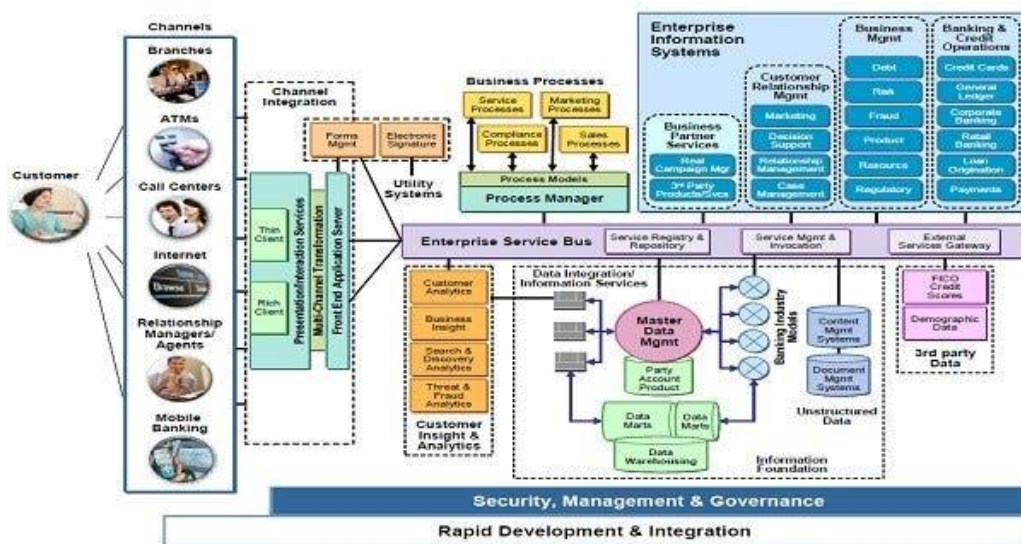 Channels
Branches
ATMs
Customer
Call Centers
Internet
Relationship
Managers/
Agents
Mobile
Banking
Channel
Integration
Thin
Client
Rich
Client
Presentation/Interaction Services
Multi-Channel Transformation
Front End Application Server
Forms
Mgmt
Electronic
Signature
Utility
Systems
Business Processes
Service
Processes
Marketing
Processes
Compliance
Processes
Sales
Processes
Process Models
Process Manager
Enterprise
Information
Systems
Business
Partner
Services
Real
Campaign Mgr
3rd Party
Products/Svcs
Customer
Relationship
Mgmt
Marketing
Decision
Support
Relationship
Management
Case
Management
Business
Mgmt
Debt
Risk
Fraud
Product
Resource
Regulatory
Banking &
Credit
Operations
Credit Cards
General
Ledger
Corporate
Banking
Retail
Banking
Loan
Origination
Payments
Enterprise Service Bus
Service Registry &
Repository
Service Mgmt &
Invocation
External
Services Gateway
Customer
Analytics
Business
Insight
Search &
Discovery
Analytics
Threat &
Fraud
Analytics
Customer
Insight &
Analytics
Data Integration/
Information Services
Master
Data
Mgmt
Party
Account
Product
Banking Industry
Models
Data
Marts
Data
Marts
Data
Warehousing
Content
Mgmt
Systems
Document
Mgmt
Systems
Unstructured
Data
Information
Foundation
FICO
Credit
Scores
Demographic
Data
3rd party
Data
Security, Management & Governance
Rapid Development & Integration